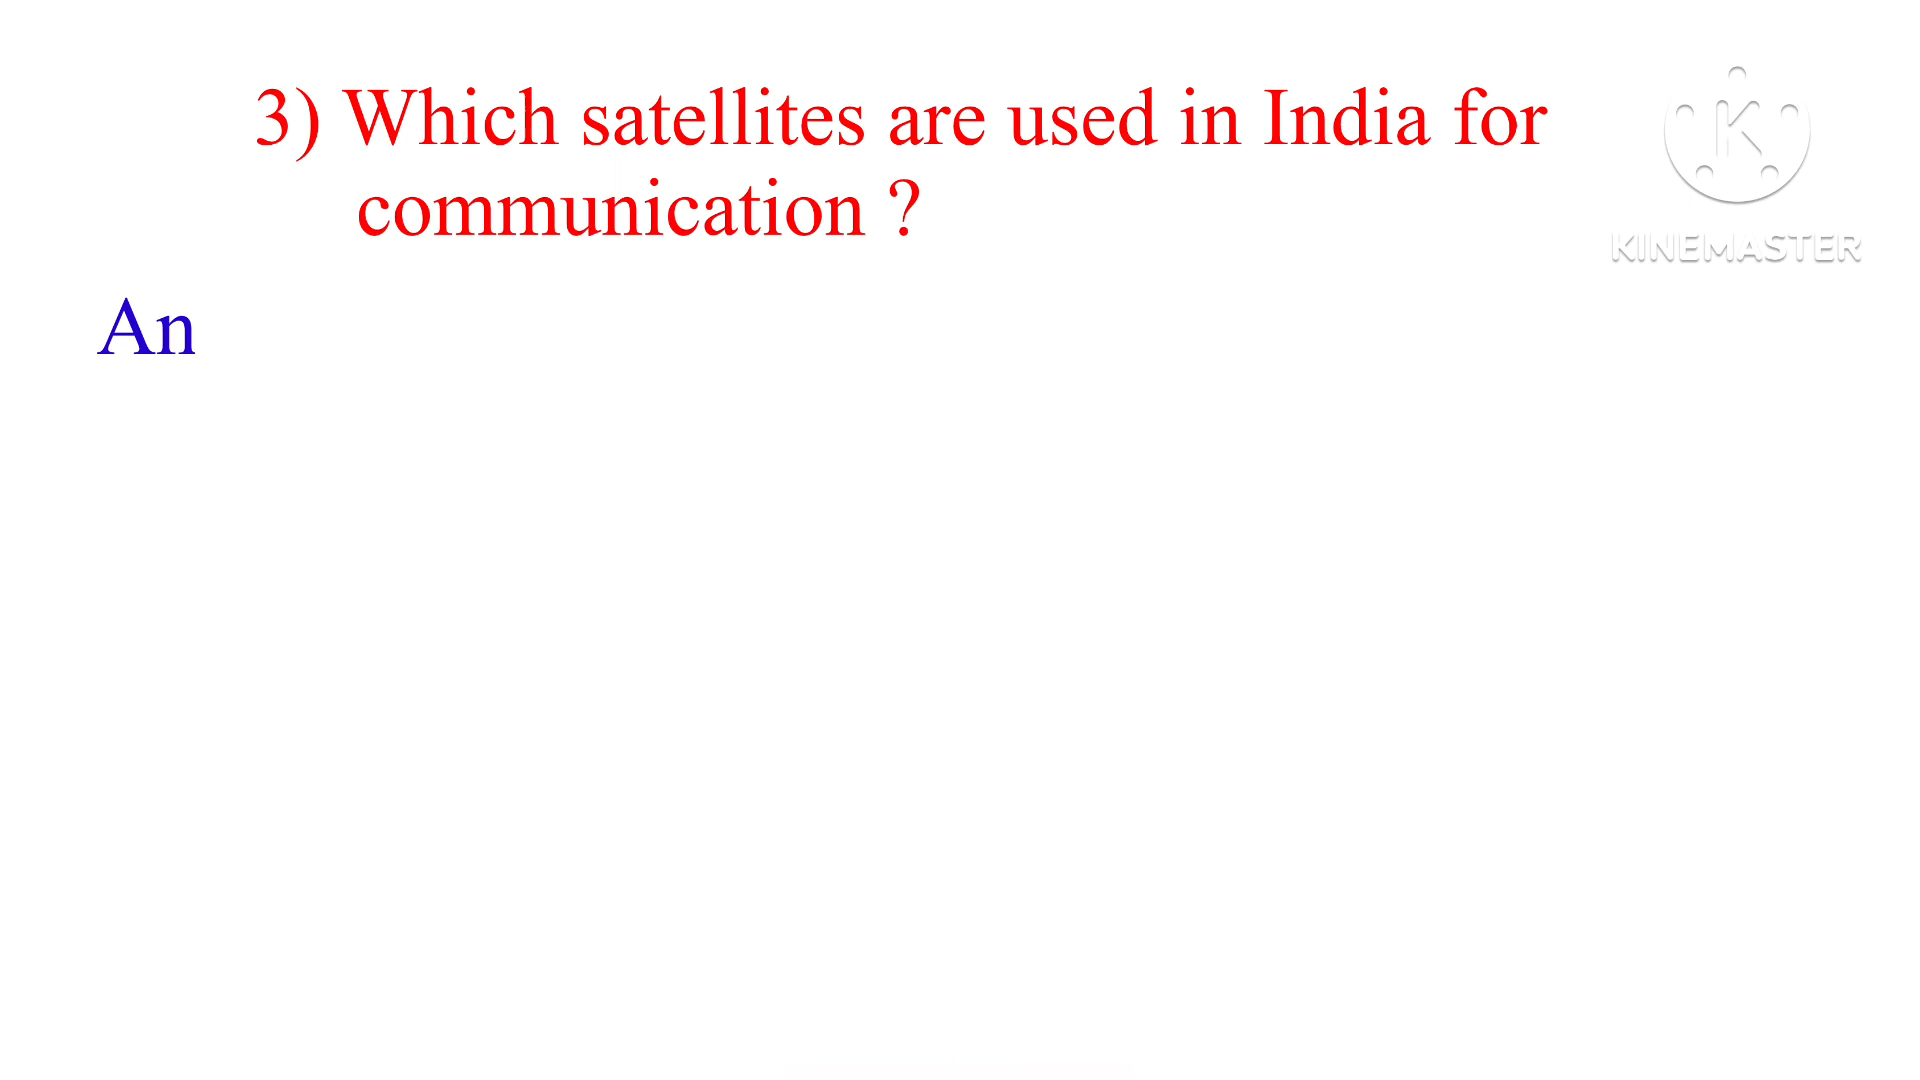 3) Which satellites are used in India for
communication ?
An
KINEMASTER